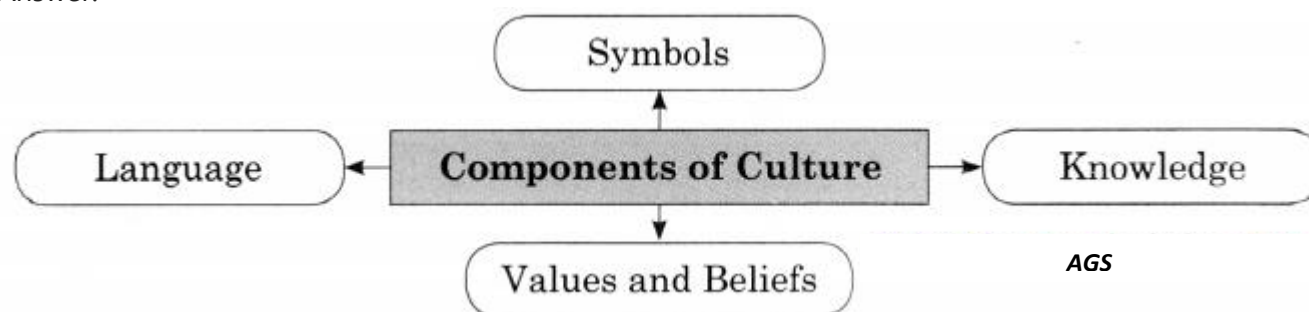 Symbols
Language
Components of Culture
Knowledge
Values and Beliefs
AGS